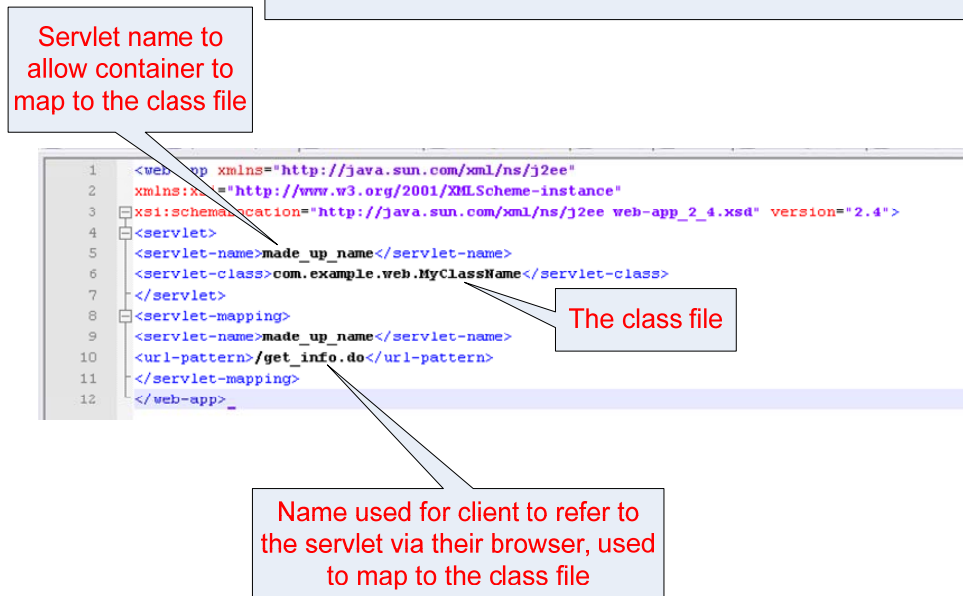 Servlet name to
allow container to
map to the class file
1 <web-app xmlns="http://java.sun.com/xml/ns/j2ee"
2 xmlns:xsi="http://www.w3.org/2001/XMLScheme-instance"
3 xsi:schemaLocation="http://java.sun.com/xml/ns/j2ee web-app_2_4.xsd" version="2.4">
4 <servlet>
5 <servlet-name>made_up_name</servlet-name>
6 <servlet-class>com.example.web.MyClassName</servlet-class>
7 </servlet>
8 <servlet-mapping>
9 <servlet-name>made_up_name</servlet-name>
10 <url-pattern>/get_info.do</url-pattern>
11 </servlet-mapping>
12 </web-app>
The class file
Name used for client to refer to
the servlet via their browser, used
to map to the class file